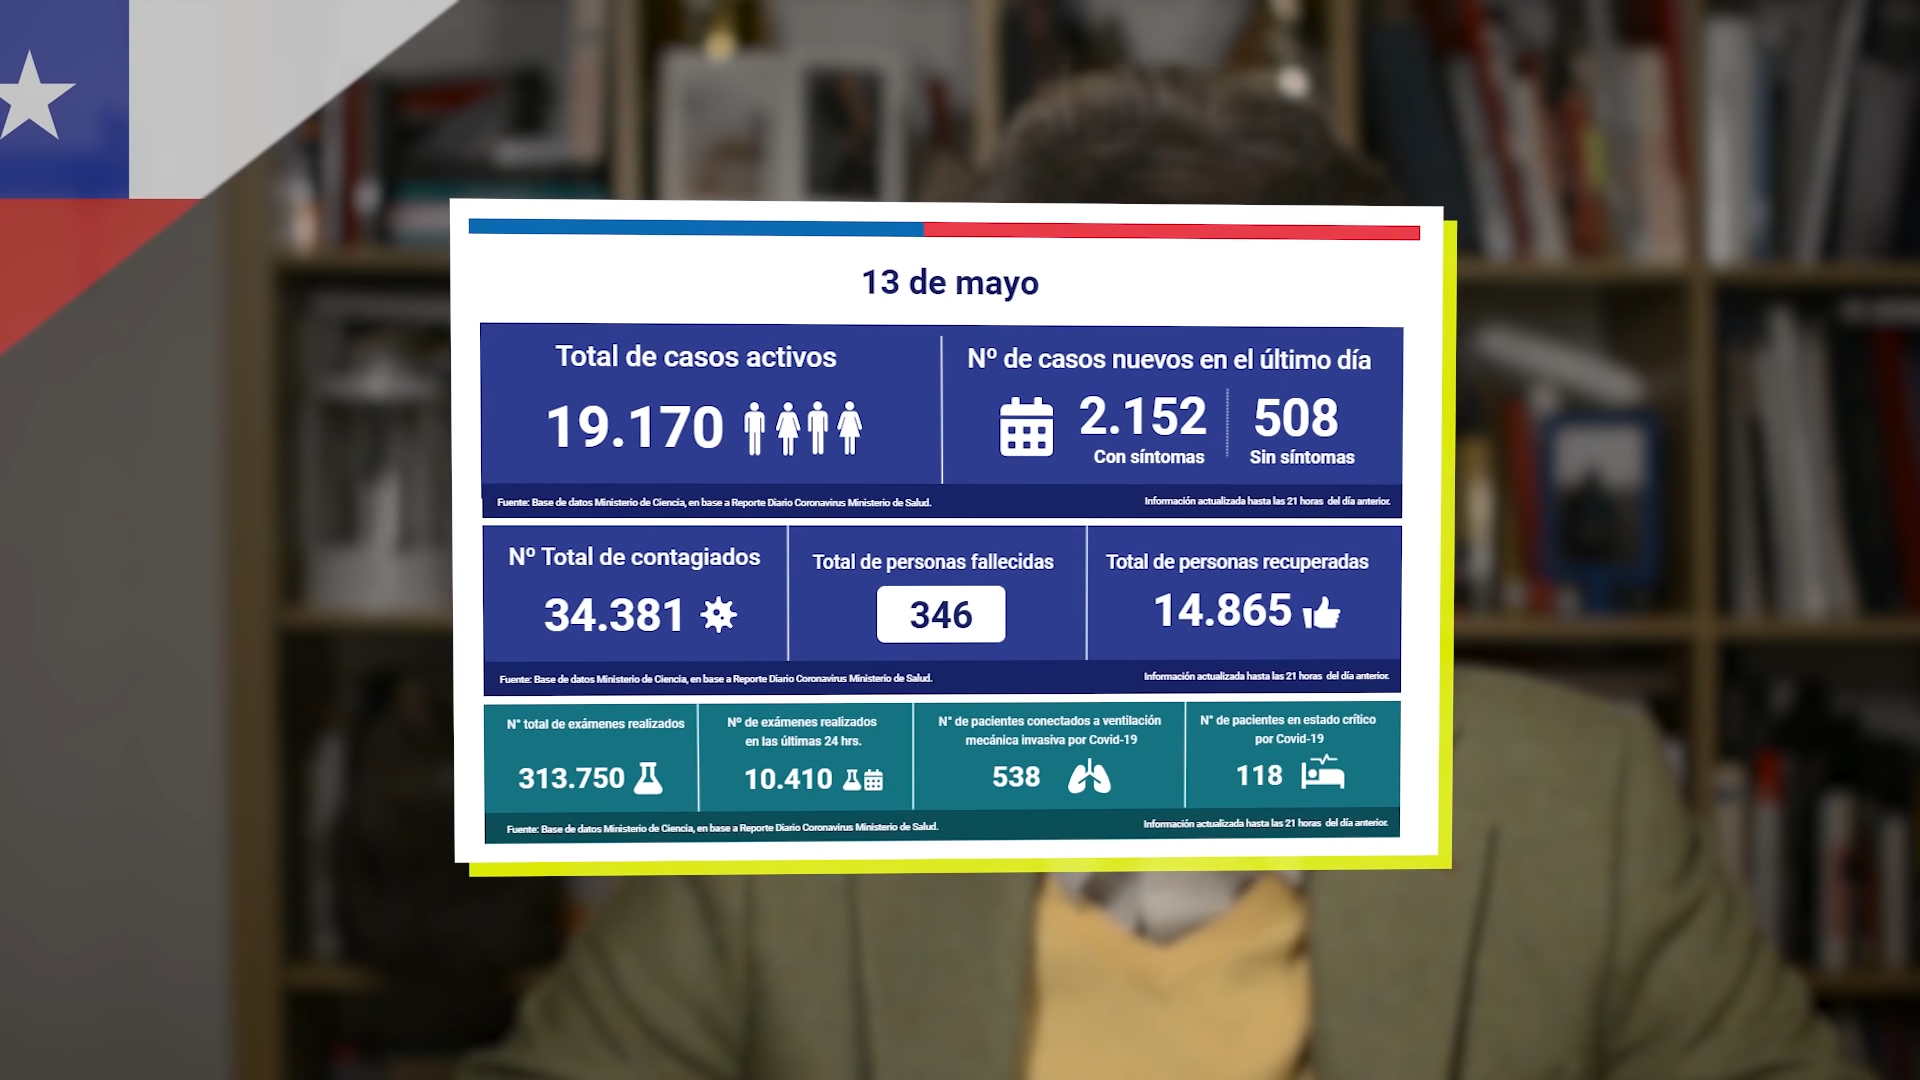 13 de mayo
Total de casos activos
19.170
Nº de casos nuevos en el último día
2.152
Con síntomas
508
Sin síntomas
Fuente: Base de datos Ministerio de Ciencia, en base a Reporte Diario Coronavirus Ministerio de Salud.
Información actualizada hasta las 21 horas del día anterior.
Nº Total de contagiados
34.381
Total de personas fallecidas
346
Total de personas recuperadas
14.865
Fuente: Base de datos Ministerio de Ciencia, en base a Reporte Diario Coronavirus Ministerio de Salud.
Información actualizada hasta las 21 horas del día anterior.
N° total de exámenes realizados
313.750
Nº de exámenes realizados
en las últimas 24 hrs.
10.410
N° de pacientes conectados a ventilación
mecánica invasiva por Covid-19
538
N° de pacientes en estado crítico
por Covid-19
118
Fuente: Base de datos Ministerio de Ciencia, en base a Reporte Diario Coronavirus Ministerio de Salud.
Información actualizada hasta las 21 horas del día anterior.